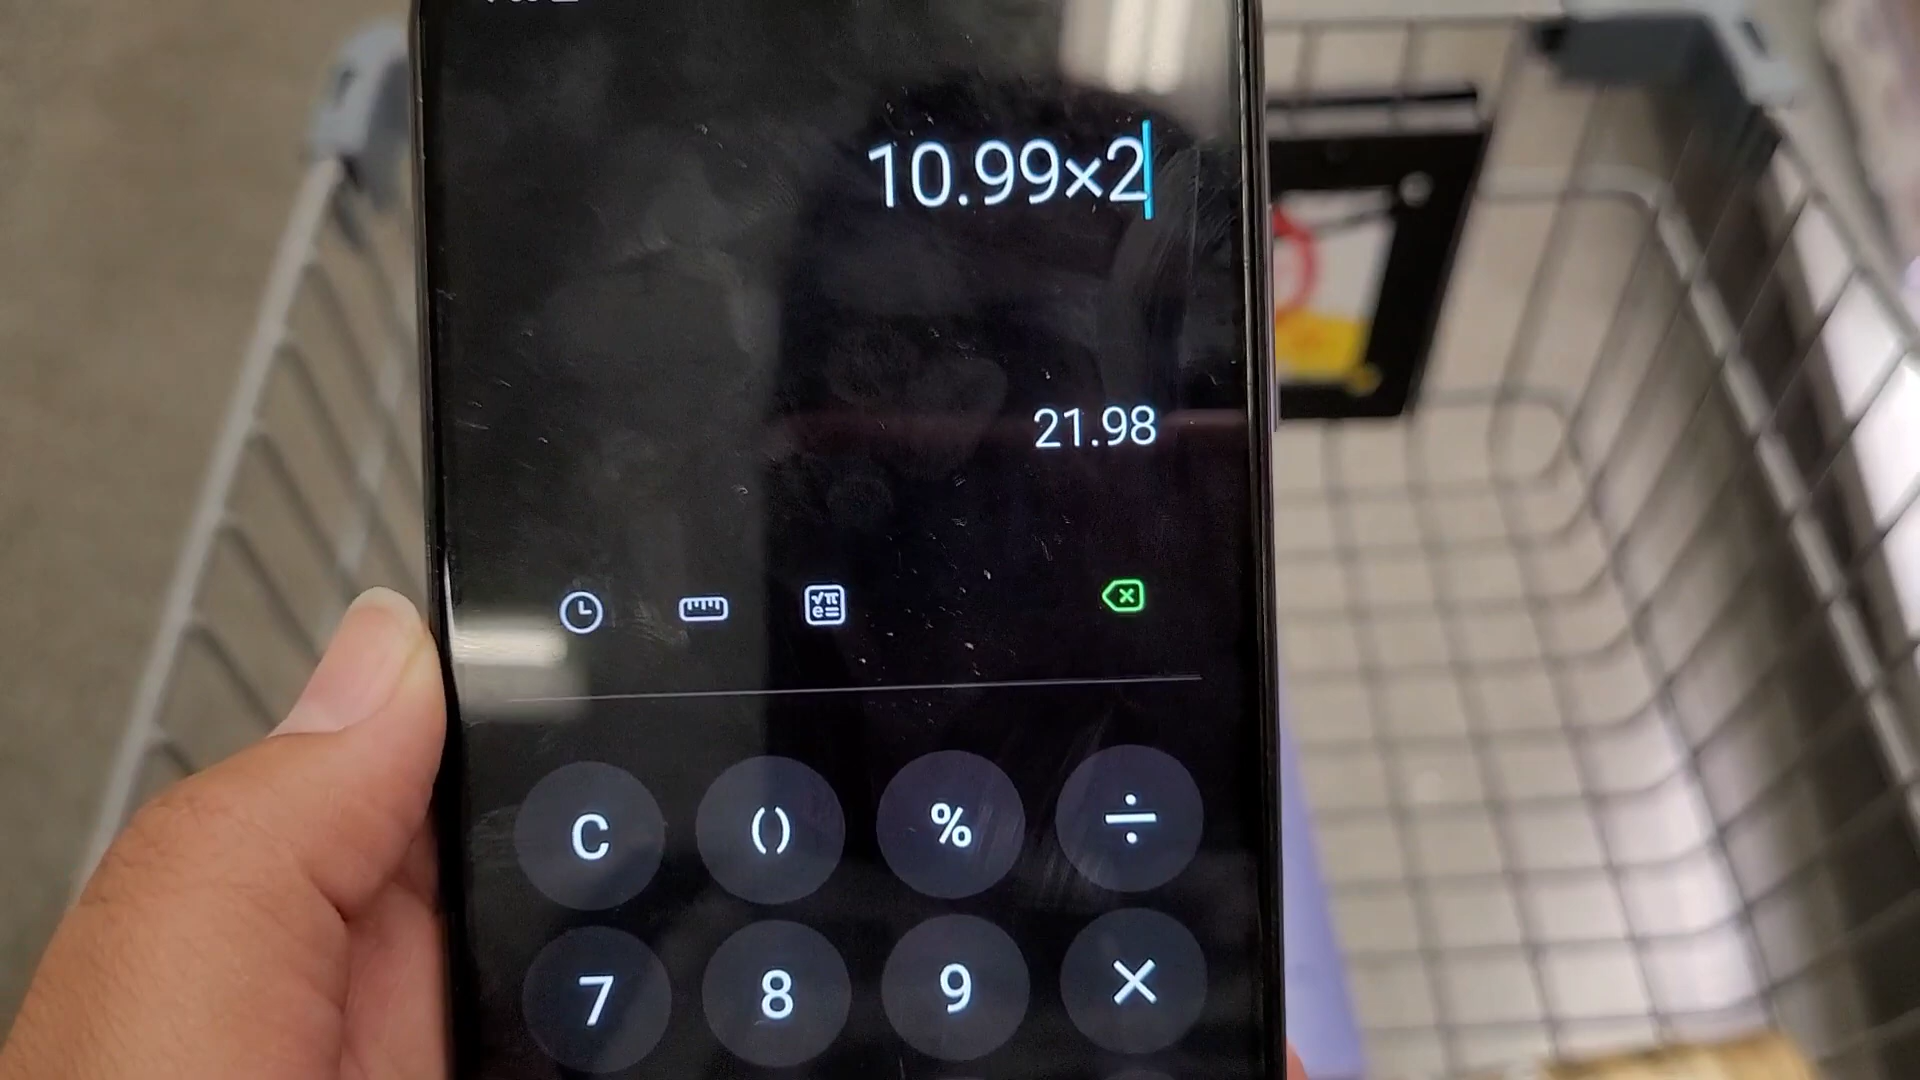 10.99×2
21.98
√π
e=
C () % ÷
7 8 9 ×